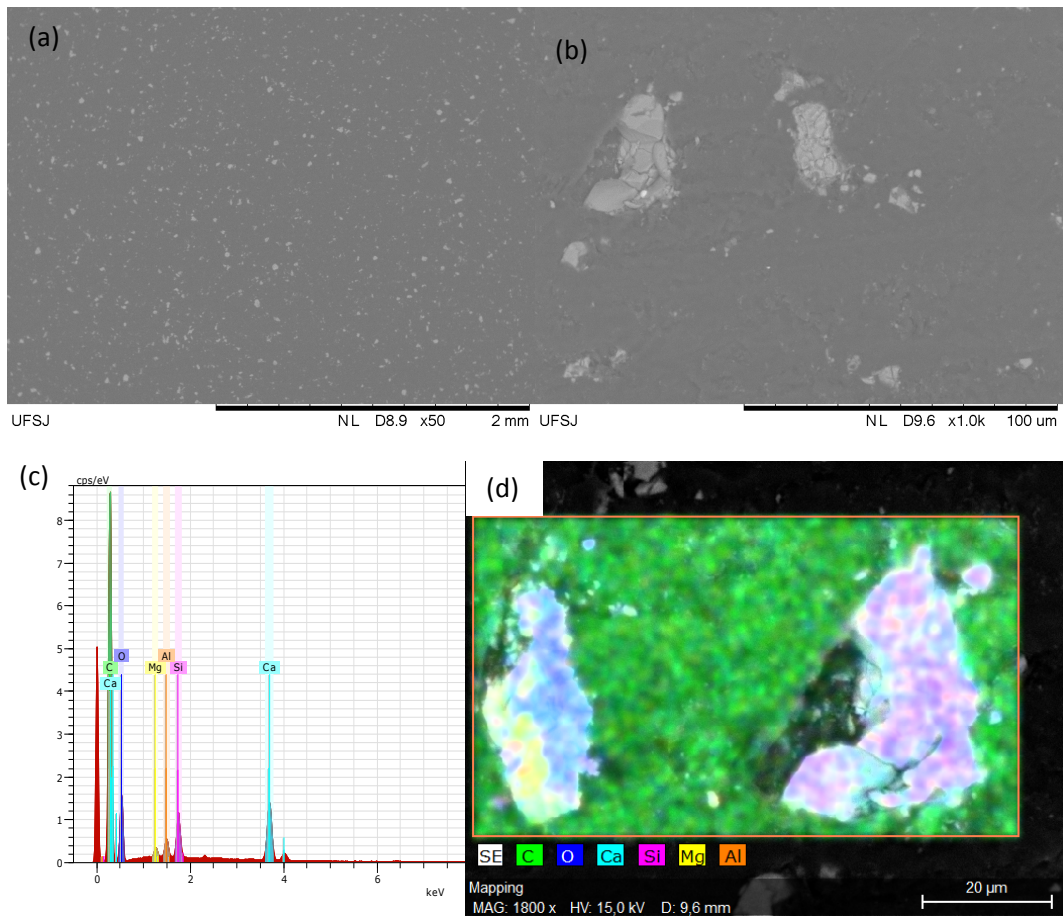 (a)
(b)
UFSJ NL D8.9 x50 2 mm
UFSJ NL D9.6 x1.0k 100 um
(c)
cps/eV
8
7
6
5
4
3
2
1
0
C
Ca
O
Mg
Al
Si
Ca
0 2 4 6
keV
(d)
SE C O Ca Si Mg Al
Mapping
MAG: 1800 x HV: 15,0 kV D: 9,6 mm
20 µm